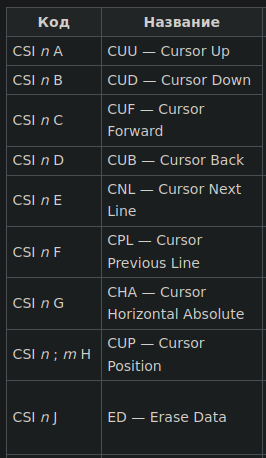 Код Название
CSI n A CUU — Cursor Up
CSI n B CUD — Cursor Down
CSI n C CUF — Cursor
Forward
CSI n D CUB — Cursor Back
CSI n E CNL — Cursor Next
Line
CSI n F CPL — Cursor
Previous Line
CSI n G CHA — Cursor
Horizontal Absolute
CSI n ; m H CUP — Cursor
Position
CSI n J ED — Erase Data